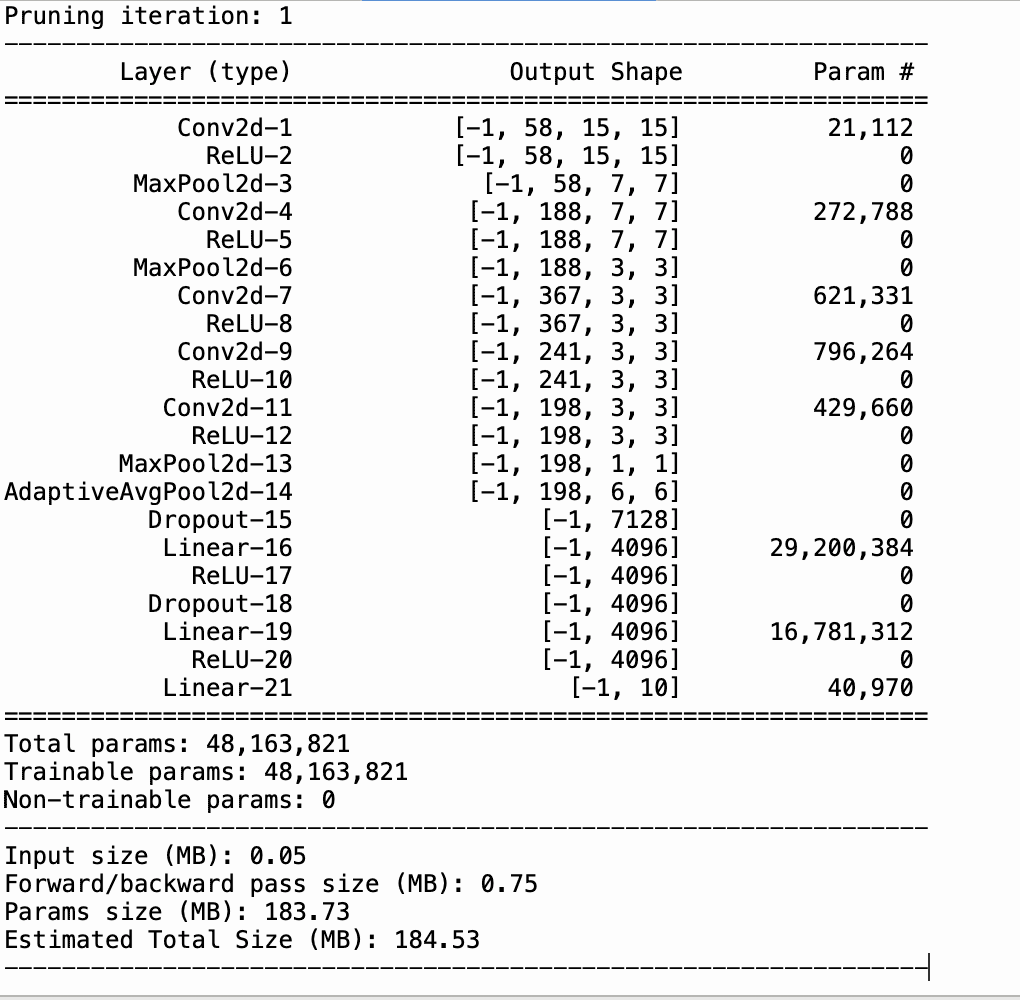 Pruning iteration: 1
----------------------------------------------------------------
Layer (type) Output Shape Param #
================================================================
Conv2d-1 [-1, 58, 15, 15] 21,112
ReLU-2 [-1, 58, 15, 15] 0
MaxPool2d-3 [-1, 58, 7, 7] 0
Conv2d-4 [-1, 188, 7, 7] 272,788
ReLU-5 [-1, 188, 7, 7] 0
MaxPool2d-6 [-1, 188, 3, 3] 0
Conv2d-7 [-1, 367, 3, 3] 621,331
ReLU-8 [-1, 367, 3, 3] 0
Conv2d-9 [-1, 241, 3, 3] 796,264
ReLU-10 [-1, 241, 3, 3] 0
Conv2d-11 [-1, 198, 3, 3] 429,660
ReLU-12 [-1, 198, 3, 3] 0
MaxPool2d-13 [-1, 198, 1, 1] 0
AdaptiveAvgPool2d-14 [-1, 198, 6, 6] 0
Dropout-15 [-1, 7128] 0
Linear-16 [-1, 4096] 29,200,384
ReLU-17 [-1, 4096] 0
Dropout-18 [-1, 4096] 0
Linear-19 [-1, 4096] 16,781,312
ReLU-20 [-1, 4096] 0
Linear-21 [-1, 10] 40,970
================================================================
Total params: 48,163,821
Trainable params: 48,163,821
Non-trainable params: 0
----------------------------------------------------------------
Input size (MB): 0.05
Forward/backward pass size (MB): 0.75
Params size (MB): 183.73
Estimated Total Size (MB): 184.53
----------------------------------------------------------------